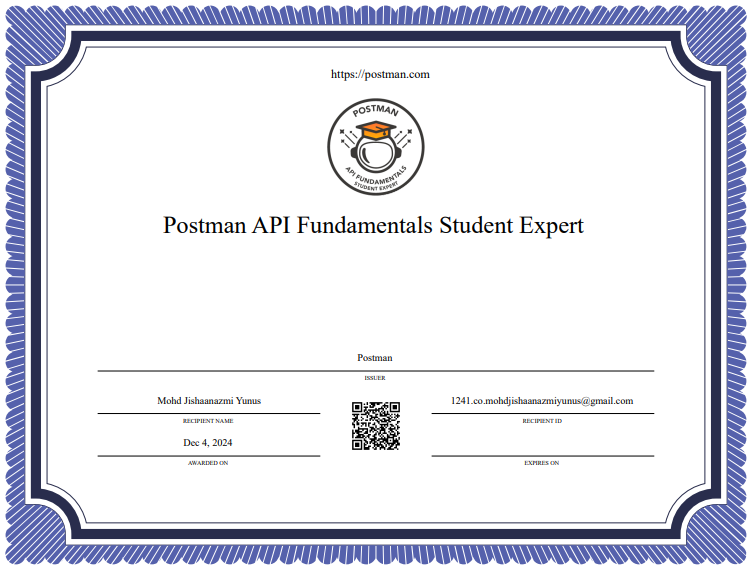 https://postman.com
POSTMAN
API FUNDAMENTALS
STUDENT EXPERT
Postman API Fundamentals Student Expert
Postman
ISSUER
Mohd Jishaanazmi Yunus
1241.co.mohdjishaanazmiyunus@gmail.com
RECIPIENT NAME
RECIPIENT ID
Dec 4, 2024
AWARDED ON
EXPIRES ON